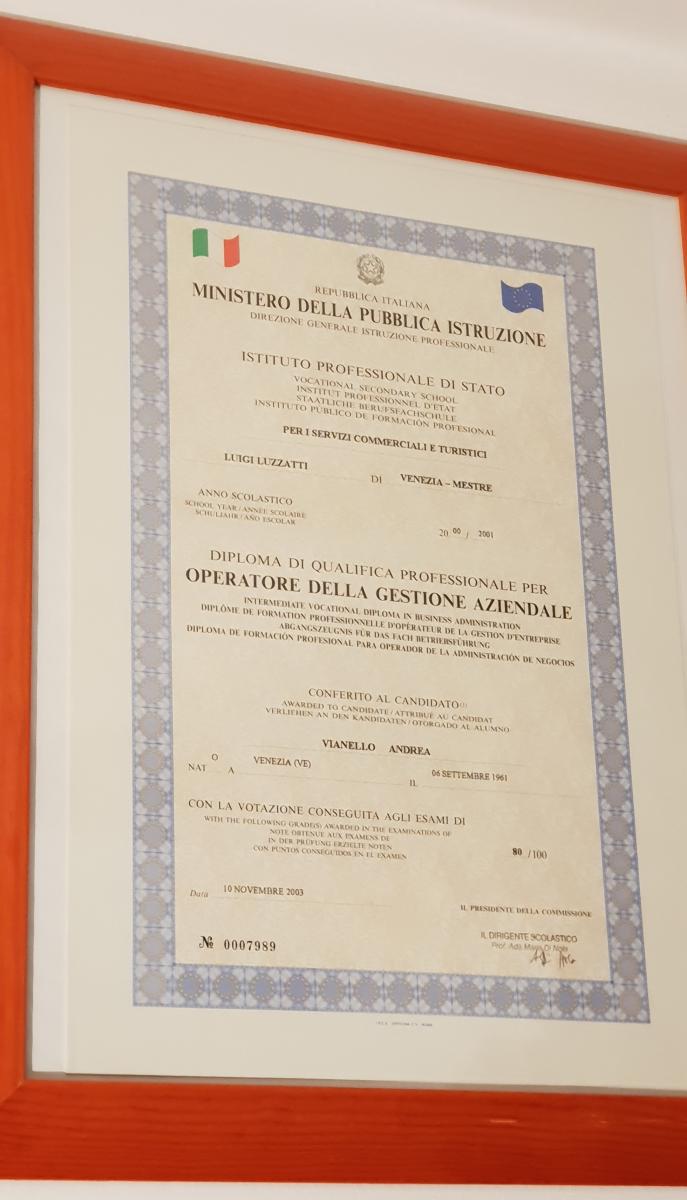 REPUBBLICA ITALIANA
MINISTERO DELLA PUBBLICA ISTRUZIONE
DIREZIONE GENERALE ISTRUZIONE PROFESSIONALE
ISTITUTO PROFESSIONALE DI STATO
VOCATIONAL SECONDARY SCHOOL
INSTITUT PROFESSIONNEL D'ETAT
STAATLICHE BERUFSFACHSCHULE
INSTITUTO PÚBLICO DE FORMACIÓN PROFESIONAL
PER I SERVIZI COMMERCIALI E TURISTICI
LUIGI LUZZATTI DI VENEZIA – MESTRE
ANNO SCOLASTICO
SCHOOL YEAR / ANNÉE SCOLAIRE
SCHULJAHR / AÑO ESCOLAR
20 00 / 2001
DIPLOMA DI QUALIFICA PROFESSIONALE PER
OPERATORE DELLA GESTIONE AZIENDALE
INTERMEDIATE VOCATIONAL DIPLOMA IN BUSINESS ADMINISTRATION
DIPLÔME DE FORMATION PROFESSIONNELLE D'OPÉRATEUR DE LA GESTION D'ENTREPRISE
ABGANGSZEUGNIS FÜR DAS FACH BETRIEBSFÜHRUNG
DIPLOMA DE FORMACIÓN PROFESIONAL PARA OPERADOR DE LA ADMINISTRACIÓN DE NEGOCIOS
CONFERITO AL CANDIDATO(1)
AWARDED TO CANDIDATE / ATTRIBUÉ AU CANDIDAT
VERLIEHEN AN DEN KANDIDATEN / OTORGADO AL ALUMNO
VIANELLO ANDREA
NAT O A VENEZIA (VE) IL 06 SETTEMBRE 1961
CON LA VOTAZIONE CONSEGUITA AGLI ESAMI DI
WITH THE FOLLOWING GRADE(S) AWARDED IN THE EXAMINATIONS OF
NOTE OBTENUE AUX EXAMENS DE
IN DER PRÜFUNG ERZIELTE NOTEN
CON PUNTOS CONSEGUIDOS EN EL EXAMEN
80 /100
Data 10 NOVEMBRE 2003
IL PRESIDENTE DELLA COMMISSIONE
IL DIRIGENTE SCOLASTICO
Prof. Ada Maria Di
№ 0007989